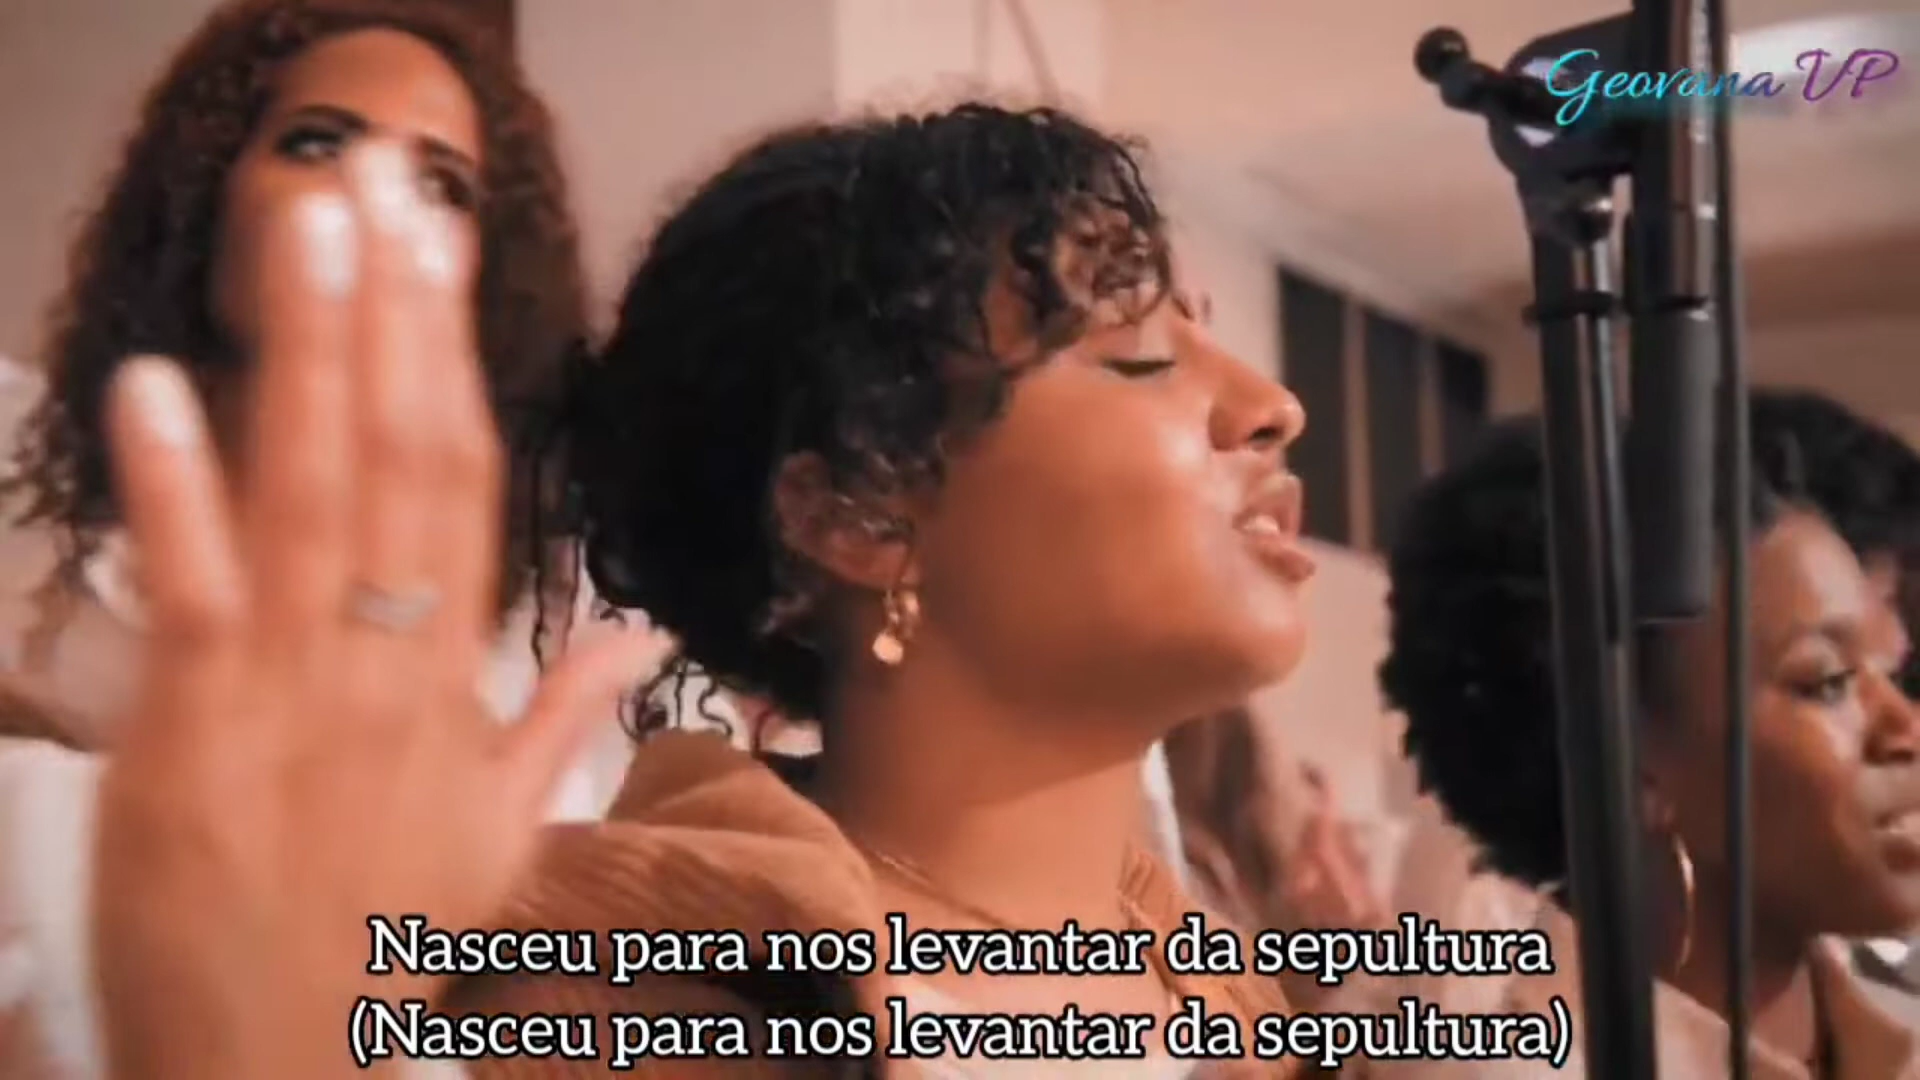 Geovana VP
Nasceu para nos levantar da sepultura
(Nasceu para nos levantar da sepultura)